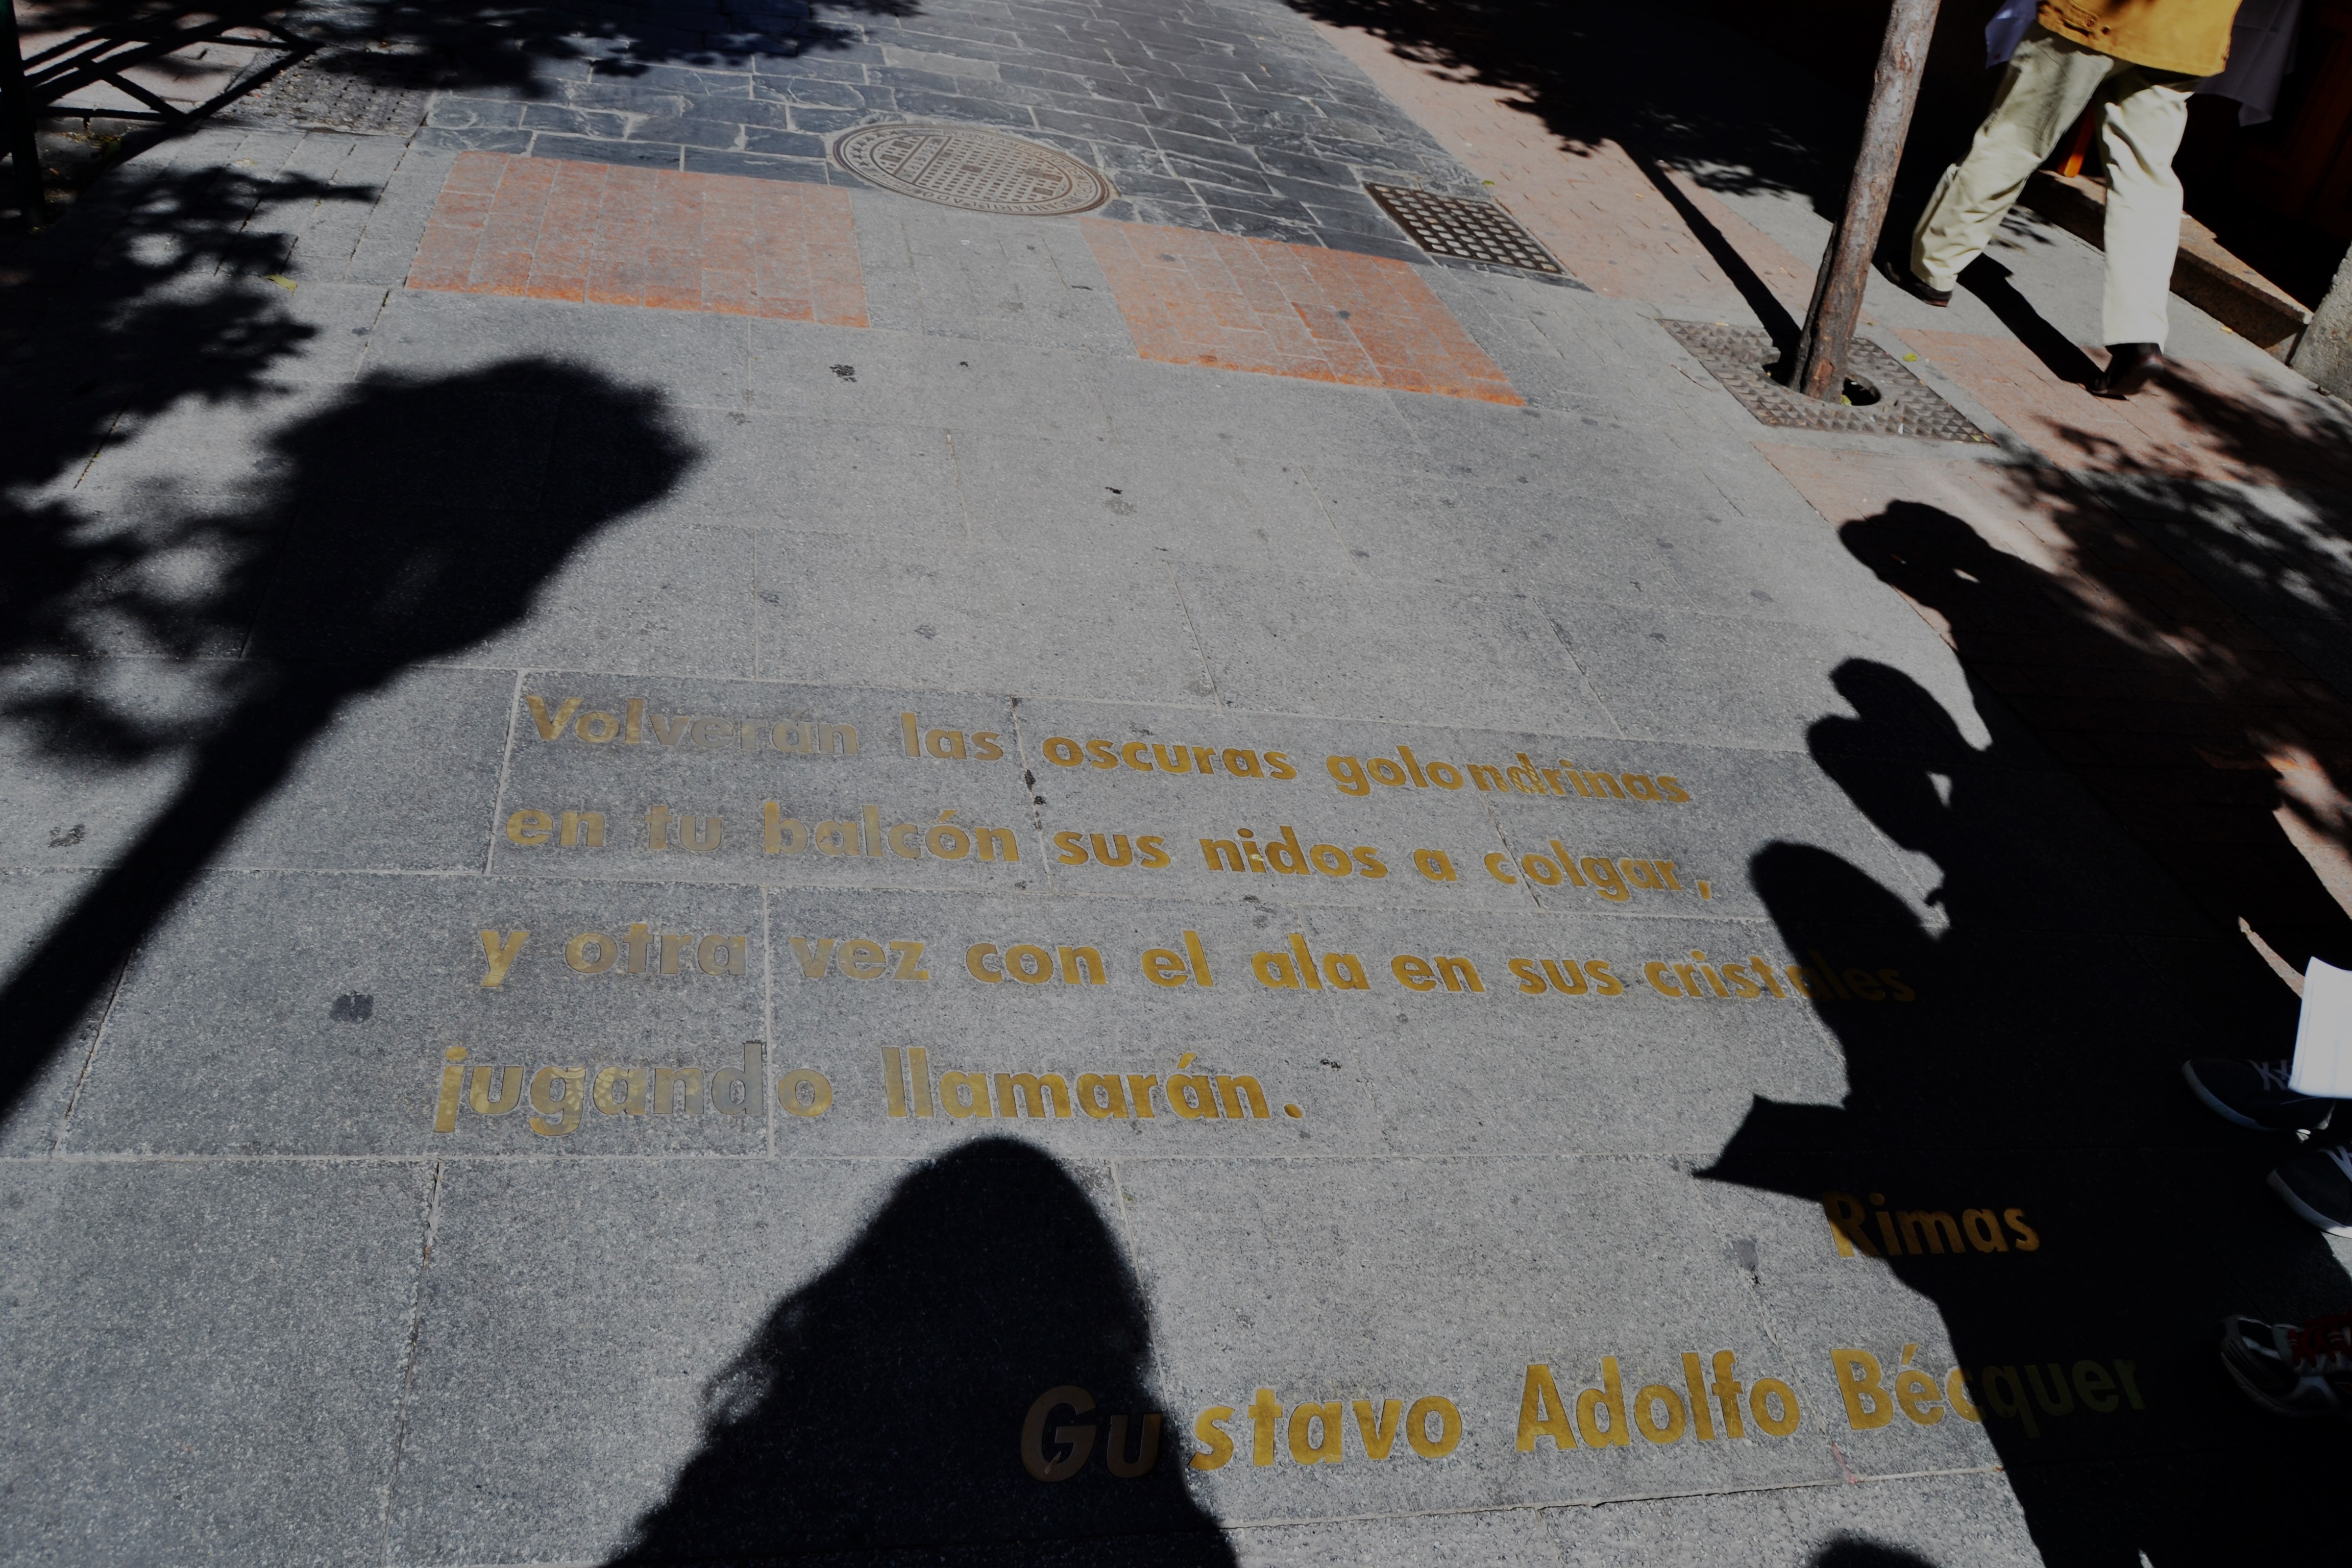 Volverán las oscuras golondrinas
en tu balcón sus nidos a colgar,
y otra vez con el ala en sus cristales
jugando llamarán.
Rimas
Gustavo Adolfo Bécquer